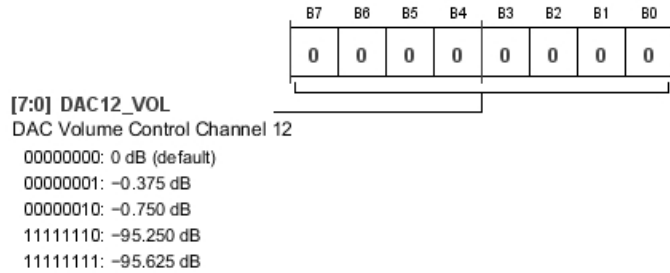 B7 B6 B5 B4 B3 B2 B1 B0
0 0 0 0 0 0 0 0
[7:0] DAC12_VOL
DAC Volume Control Channel 12
00000000: 0 dB (default)
00000001: −0.375 dB
00000010: −0.750 dB
11111110: −95.250 dB
11111111: −95.625 dB